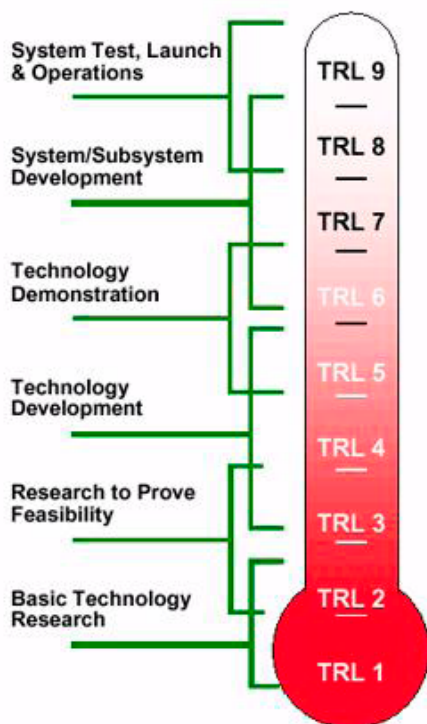 System Test, Launch
& Operations
System/Subsystem
Development
Technology
Demonstration
Technology
Development
Research to Prove
Feasibility
Basic Technology
Research
TRL 9
TRL 8
TRL 7
TRL 6
TRL 5
TRL 4
TRL 3
TRL 2
TRL 1